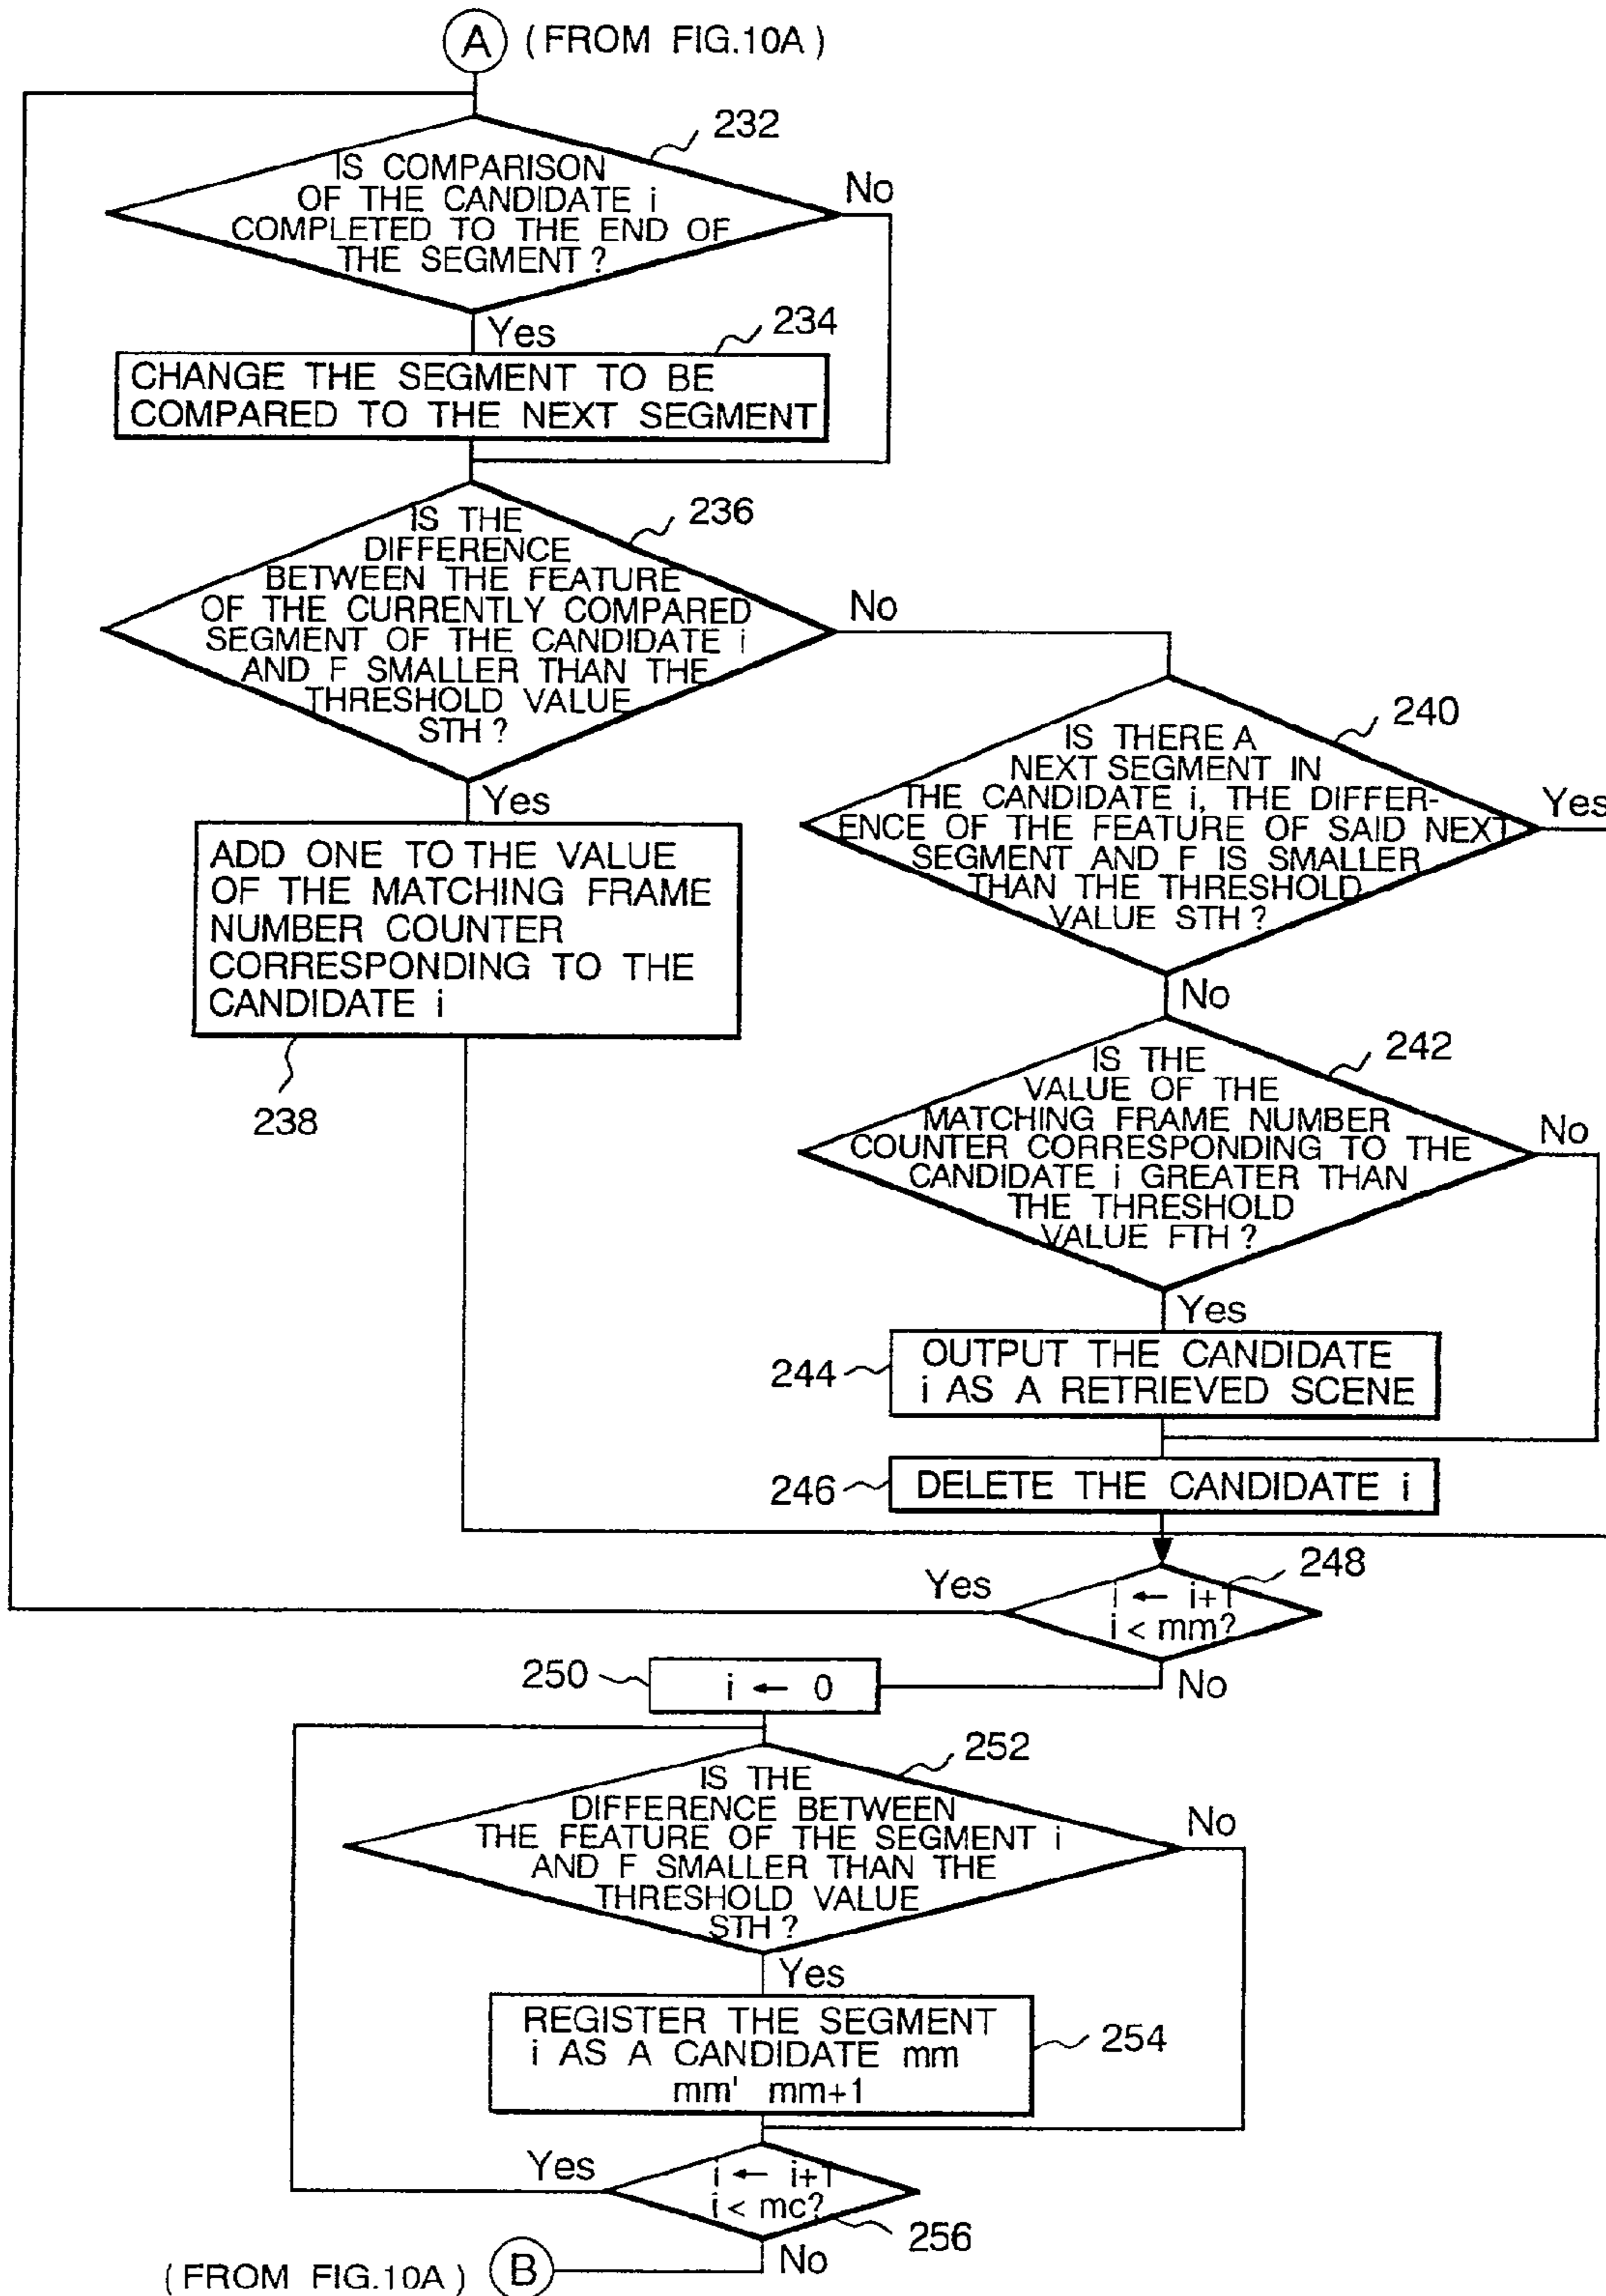 A (FROM FIG.10A)
232
IS COMPARISON
OF THE CANDIDATE i
COMPLETED TO THE END OF
THE SEGMENT?
No
Yes
234
CHANGE THE SEGMENT TO BE
COMPARED TO THE NEXT SEGMENT
236
IS THE
DIFFERENCE
BETWEEN THE FEATURE
OF THE CURRENTLY COMPARED
SEGMENT OF THE CANDIDATE i
AND F SMALLER THAN THE
THRESHOLD VALUE
STH?
No
Yes
ADD ONE TO THE VALUE
OF THE MATCHING FRAME
NUMBER COUNTER
CORRESPONDING TO THE
CANDIDATE i
238
240
IS THERE A
NEXT SEGMENT IN
THE CANDIDATE i, THE DIFFER-
ENCE OF THE FEATURE OF SAID NEXT
SEGMENT AND F IS SMALLER
THAN THE THRESHOLD
VALUE STH?
Yes
No
242
IS THE
VALUE OF THE
MATCHING FRAME NUMBER
COUNTER CORRESPONDING TO THE
CANDIDATE i GREATER THAN
THE THRESHOLD
VALUE FTH?
No
Yes
244
OUTPUT THE CANDIDATE
i AS A RETRIEVED SCENE
246
DELETE THE CANDIDATE i
248
Yes
i ← i+1
i < mm?
No
250
i ← 0
252
IS THE
DIFFERENCE BETWEEN
THE FEATURE OF THE SEGMENT i
AND F SMALLER THAN THE
THRESHOLD VALUE
STH?
No
Yes
REGISTER THE SEGMENT
i AS A CANDIDATE mm
mm' mm+1
254
Yes
i ← i+1
i < mc?
256
No
(FROM FIG.10A) B